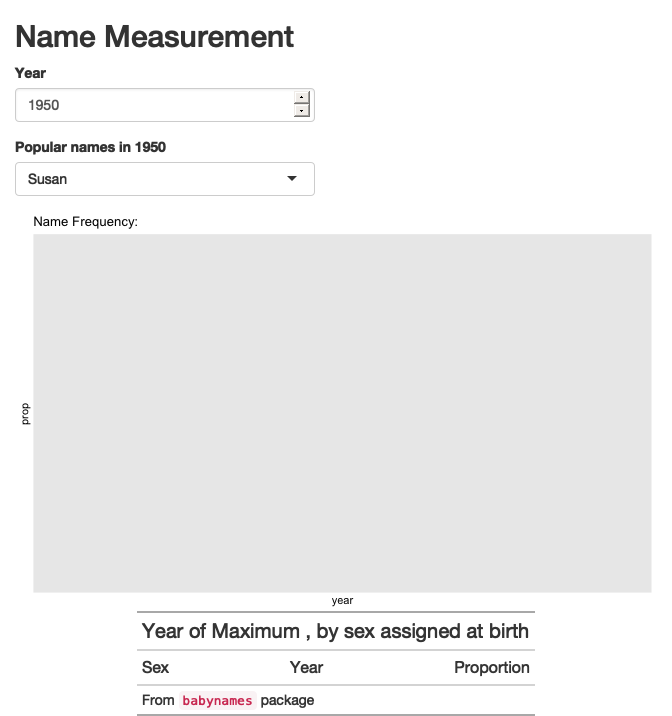 Name Measurement
Year
1950
Popular names in 1950
Susan
Name Frequency:
prop
year
Year of Maximum , by sex assigned at birth
Sex Year Proportion
From babynames package